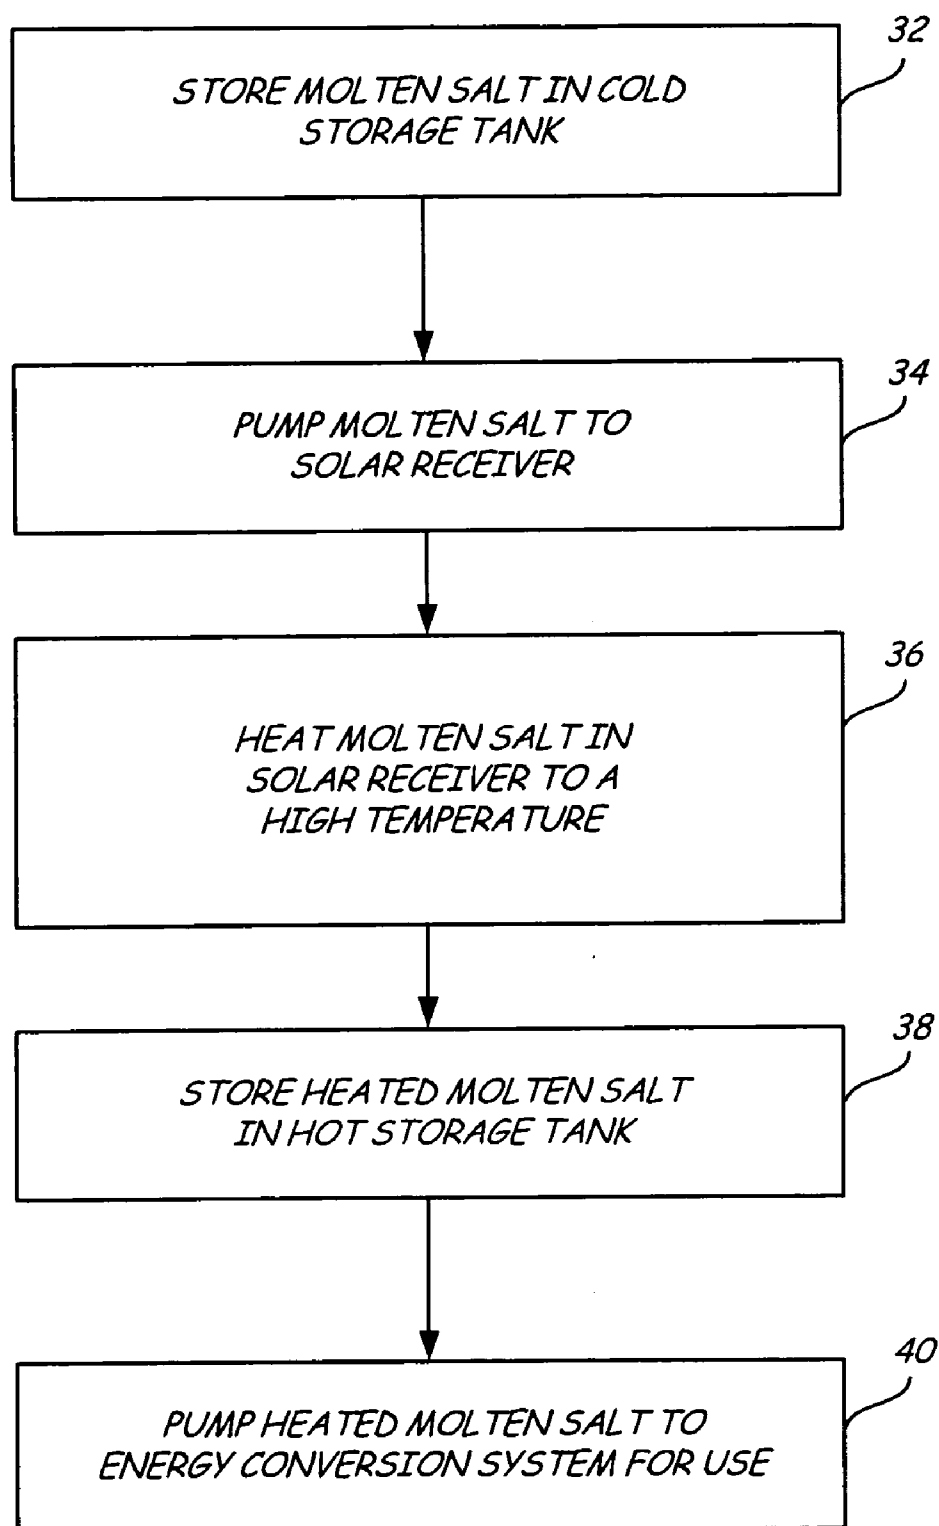 32
STORE MOLTEN SALT IN COLD
STORAGE TANK
34
PUMP MOLTEN SALT TO
SOLAR RECEIVER
36
HEAT MOLTEN SALT IN
SOLAR RECEIVER TO A
HIGH TEMPERATURE
38
STORE HEATED MOLTEN SALT
IN HOT STORAGE TANK
40
PUMP HEATED MOLTEN SALT TO
ENERGY CONVERSION SYSTEM FOR USE